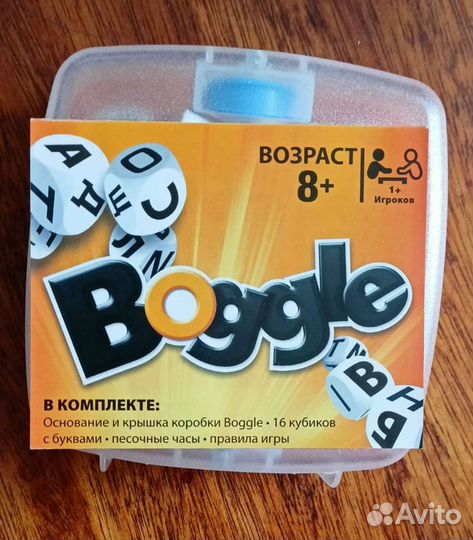 ВОЗРАСТ
8+
1+
Игроков
А
Т
Д
О
Щ
С
Л
И
Boggle
В
Н
Ь
В КОМПЛЕКТЕ:
Основание и крышка коробки Boggle • 16 кубиков
с буквами • песочные часы • правила игры
Avito